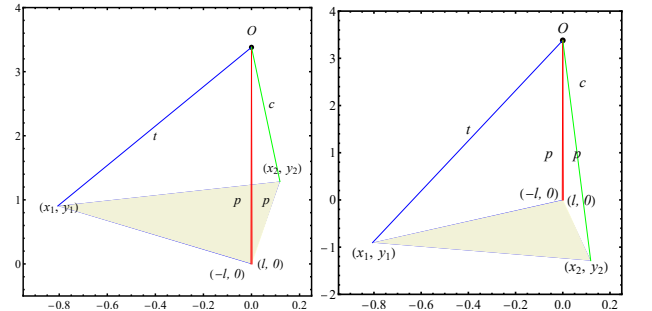 4
3
2
1
0
−0.8 −0.6 −0.4 −0.2 0.0 0.2
O
t
c
p p
(x1, y1)
(x2, y2)
(−l, 0)
(l, 0)
4
3
2
1
0
−1
−2
−0.8 −0.6 −0.4 −0.2 0.0 0.2
O
t
c
p p
(−l, 0)
(l, 0)
(x1, y1)
(x2, y2)